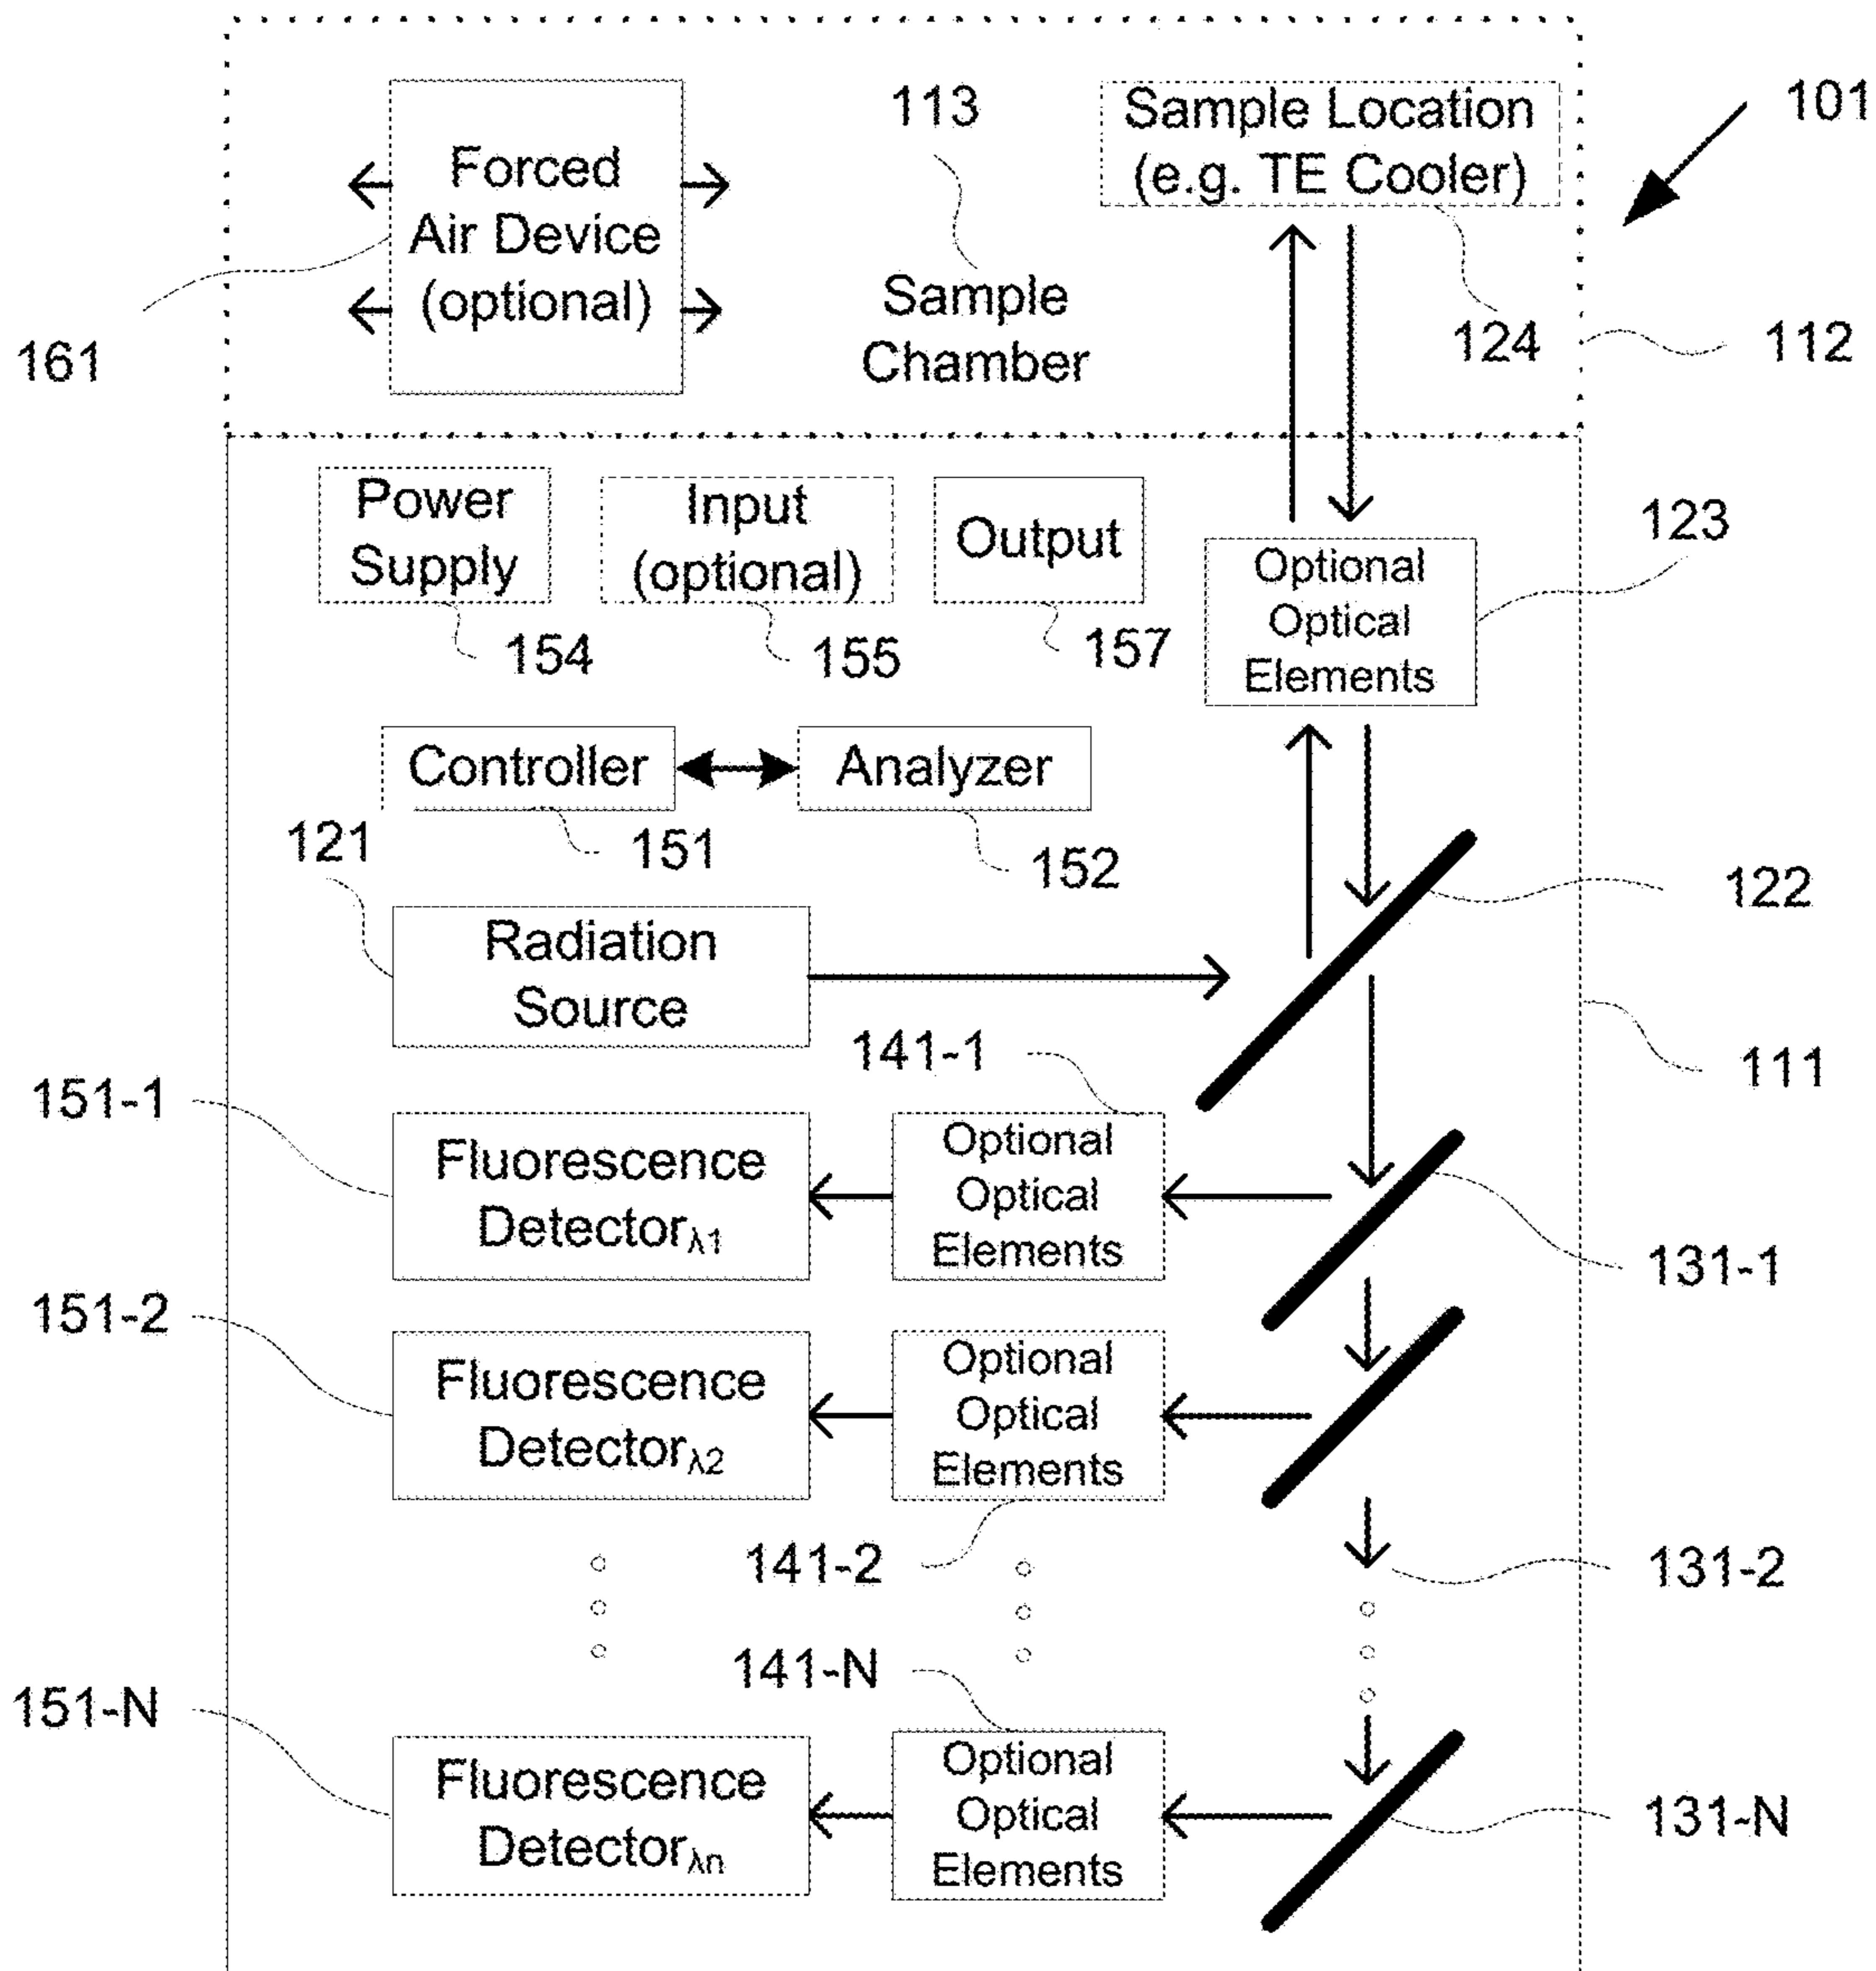 113
Sample Location
(e.g. TE Cooler)
101
Forced
Air Device
(optional)
Sample
Chamber
161
124
112
Power
Supply
Input
(optional)
Output
123
Optional
Optical
Elements
154
155
157
Controller
Analyzer
121
151
152
122
Radiation
Source
141-1
111
151-1
Fluorescence
Detectorλ1
Optional
Optical
Elements
131-1
151-2
Fluorescence
Detectorλ2
Optional
Optical
Elements
141-2
131-2
141-N
151-N
Fluorescence
Detectorλn
Optional
Optical
Elements
131-N